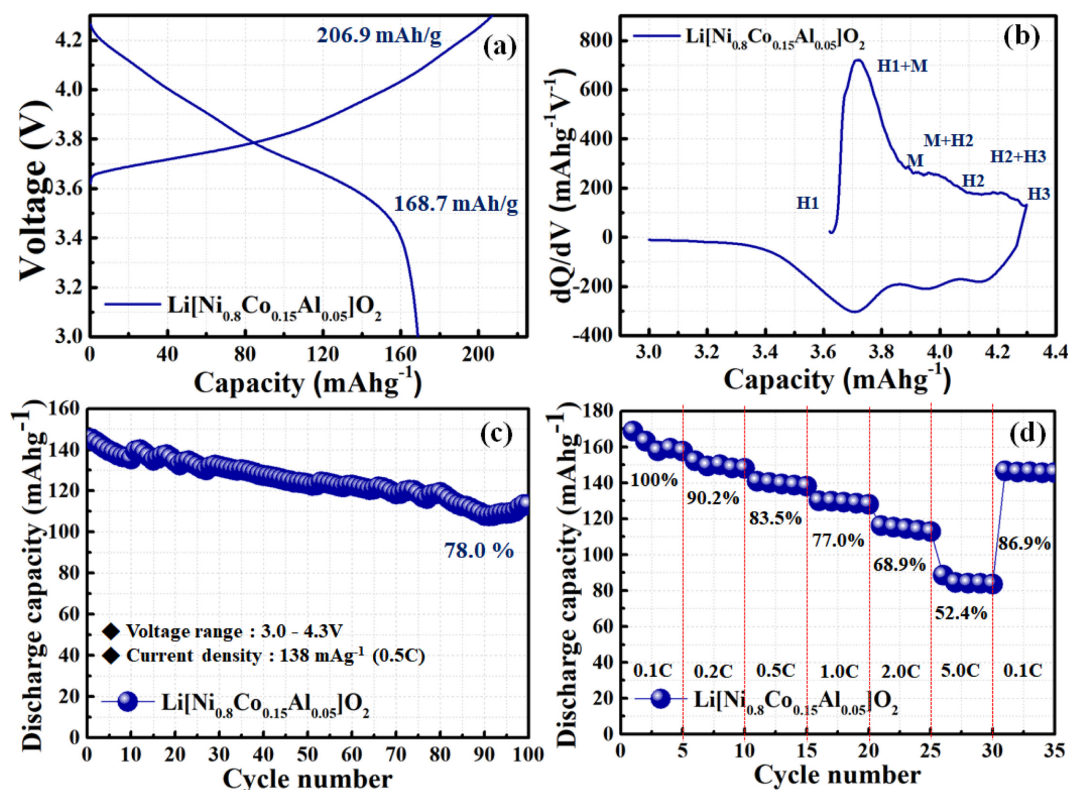 (a)
206.9 mAh/g
168.7 mAh/g
Li[Ni0.8Co0.15Al0.05]O2
Voltage (V)
4.2
4.0
3.8
3.6
3.4
3.2
3.0
0 40 80 120 160 200
Capacity (mAhg-1)
(b)
Li[Ni0.8Co0.15Al0.05]O2
H1+M
M+H2
M
H2+H3
H2
H3
H1
dQ/dV (mAhg-1V-1)
800
600
400
200
0
-200
-400
3.0 3.2 3.4 3.6 3.8 4.0 4.2 4.4
Capacity (mAhg-1)
(c)
78.0 %
◆ Voltage range : 3.0 - 4.3V
◆ Current density : 138 mAg-1 (0.5C)
Li[Ni0.8Co0.15Al0.05]O2
Discharge capacity (mAhg-1)
160
140
120
100
80
60
40
20
0
0 10 20 30 40 50 60 70 80 90 100
Cycle number
(d)
100%
90.2%
83.5%
77.0%
68.9%
52.4%
86.9%
0.1C 0.2C 0.5C 1.0C 2.0C 5.0C 0.1C
Li[Ni0.8Co0.15Al0.05]O2
Discharge capacity (mAhg-1)
180
160
140
120
100
80
60
40
20
0
0 5 10 15 20 25 30 35
Cycle number